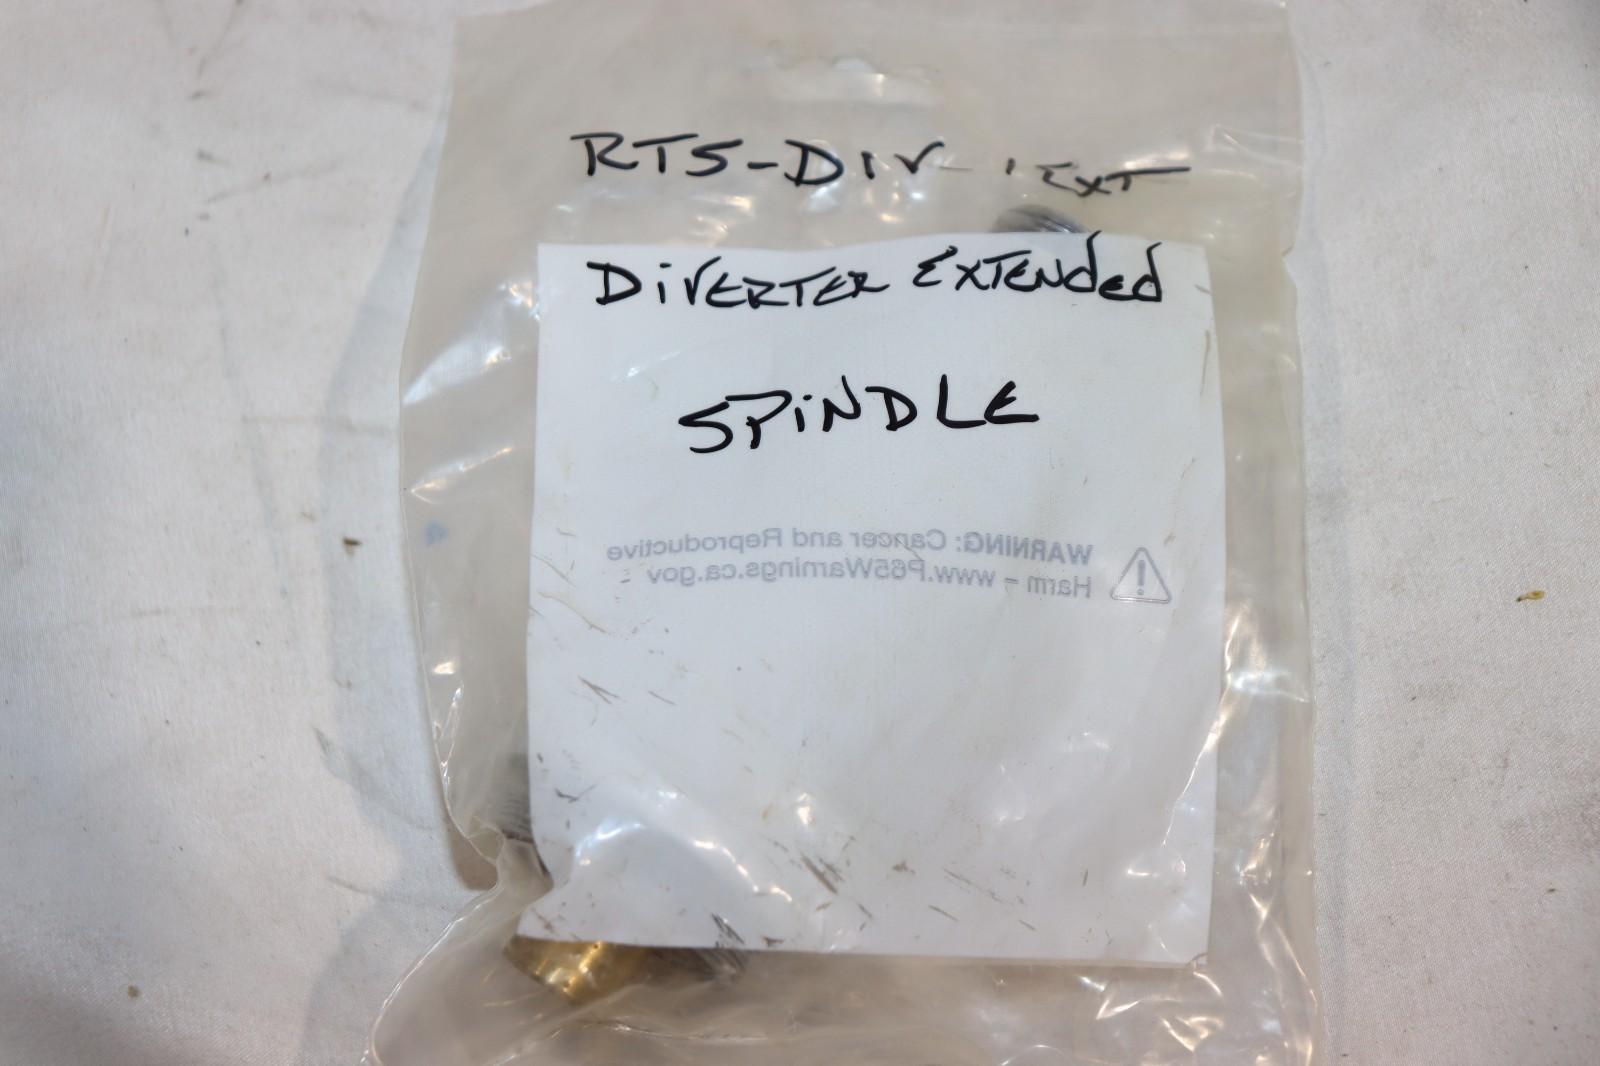 RTS-DIV- EXT
DiVERTER EXTENdEd
SPiNDLE
WARNING: Cancer and Reproductive
Harm – www.P65Warnings.ca.gov